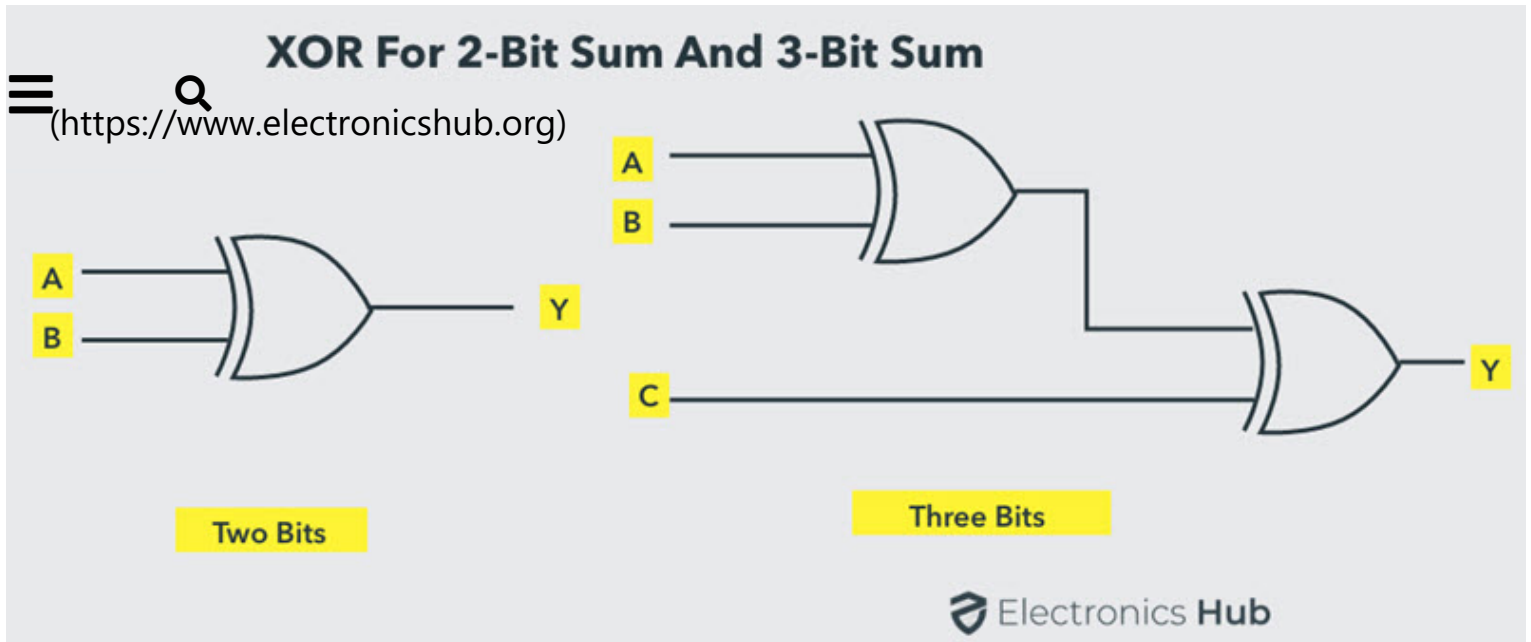 XOR For 2-Bit Sum And 3-Bit Sum
(https://www.electronicshub.org)
A
B
Y
Two Bits
A
B
C
Y
Three Bits
Electronics Hub